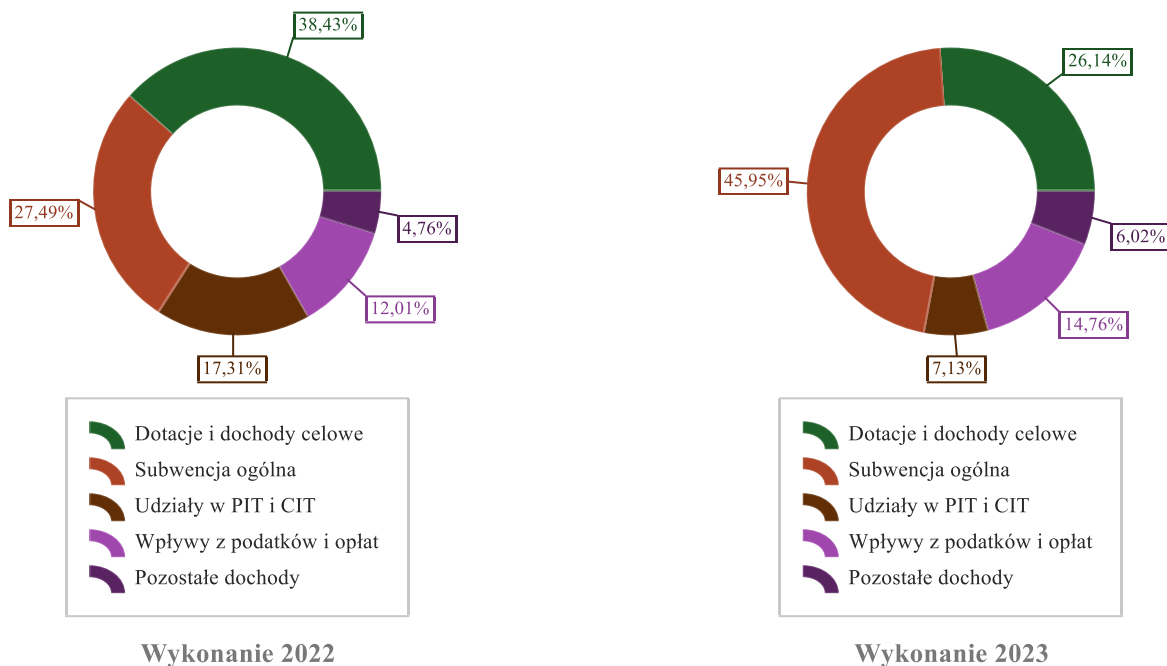 38,43%
27,49%
4,76%
12,01%
17,31%
Dotacje i dochody celowe
Subwencja ogólna
Udziały w PIT i CIT
Wpływy z podatków i opłat
Pozostałe dochody
Wykonanie 2022
26,14%
45,95%
6,02%
14,76%
7,13%
Dotacje i dochody celowe
Subwencja ogólna
Udziały w PIT i CIT
Wpływy z podatków i opłat
Pozostałe dochody
Wykonanie 2023